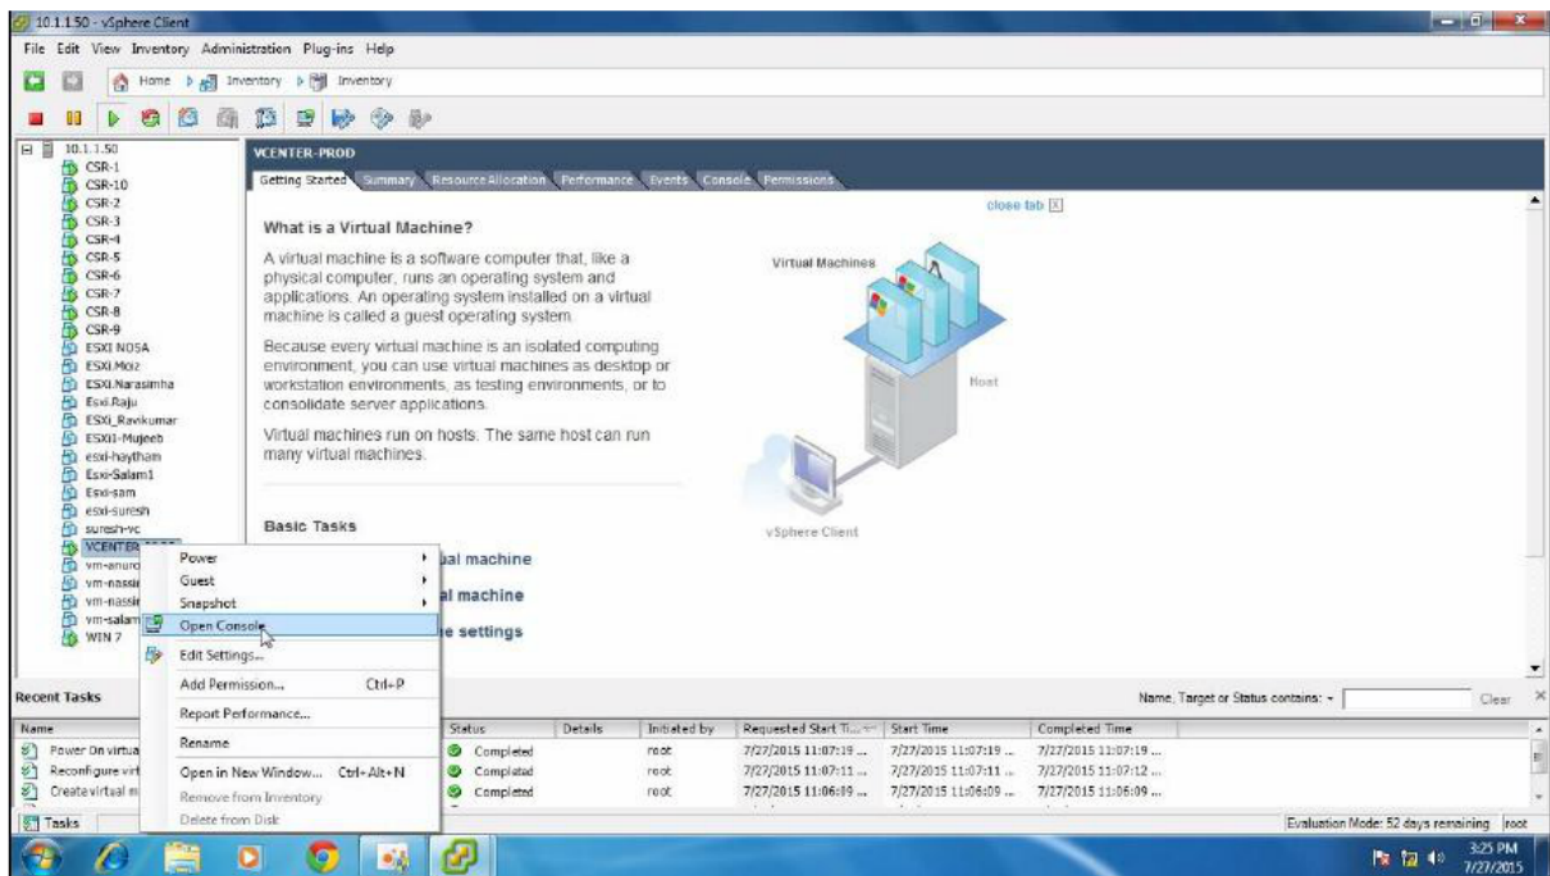 10.1.1.50 - vSphere Client
File Edit View Inventory Administration Plug-ins Help
Home Inventory Inventory
10.1.1.50
CSR-1
CSR-10
CSR-2
CSR-3
CSR-4
CSR-5
CSR-6
CSR-7
CSR-8
CSR-9
ESXI NOSA
ESXi.Moiz
ESXi.Narasimha
Esxi.Raju
ESXi_Ravikumar
ESXi1-Mujeeb
esxi-haytham
Esxi-Salam1
Esxi-sam
esxi-suresh
suresh-vc
VCENTER
vm-anuro
vm-nassir
vm-nassir
vm-salam
WIN 7
VCENTER-PROD
Getting Started Summary Resource Allocation Performance Events Console Permissions
close tab
What is a Virtual Machine?
A virtual machine is a software computer that, like a
physical computer, runs an operating system and
applications. An operating system installed on a virtual
machine is called a guest operating system.
Because every virtual machine is an isolated computing
environment, you can use virtual machines as desktop or
workstation environments, as testing environments, or to
consolidate server applications.
Virtual machines run on hosts. The same host can run
many virtual machines.
Basic Tasks
ual machine
al machine
e settings
Virtual Machines
Host
vSphere Client
Power
Guest
Snapshot
Open Console
Edit Settings...
Add Permission... Ctrl+P
Report Performance...
Rename
Open in New Window... Ctrl+Alt+N
Remove from Inventory
Delete from Disk
Recent Tasks
Name, Target or Status contains: Clear
Name Status Details Initiated by Requested Start Ti... Start Time Completed Time
Power On virtua Completed root 7/27/2015 11:07:19 ... 7/27/2015 11:07:19 ... 7/27/2015 11:07:19 ...
Reconfigure virt Completed root 7/27/2015 11:07:11 ... 7/27/2015 11:07:11 ... 7/27/2015 11:07:12 ...
Create virtual m Completed root 7/27/2015 11:06:09 ... 7/27/2015 11:06:09 ... 7/27/2015 11:06:09 ...
Tasks
Evaluation Mode: 52 days remaining root
3:25 PM
7/27/2015